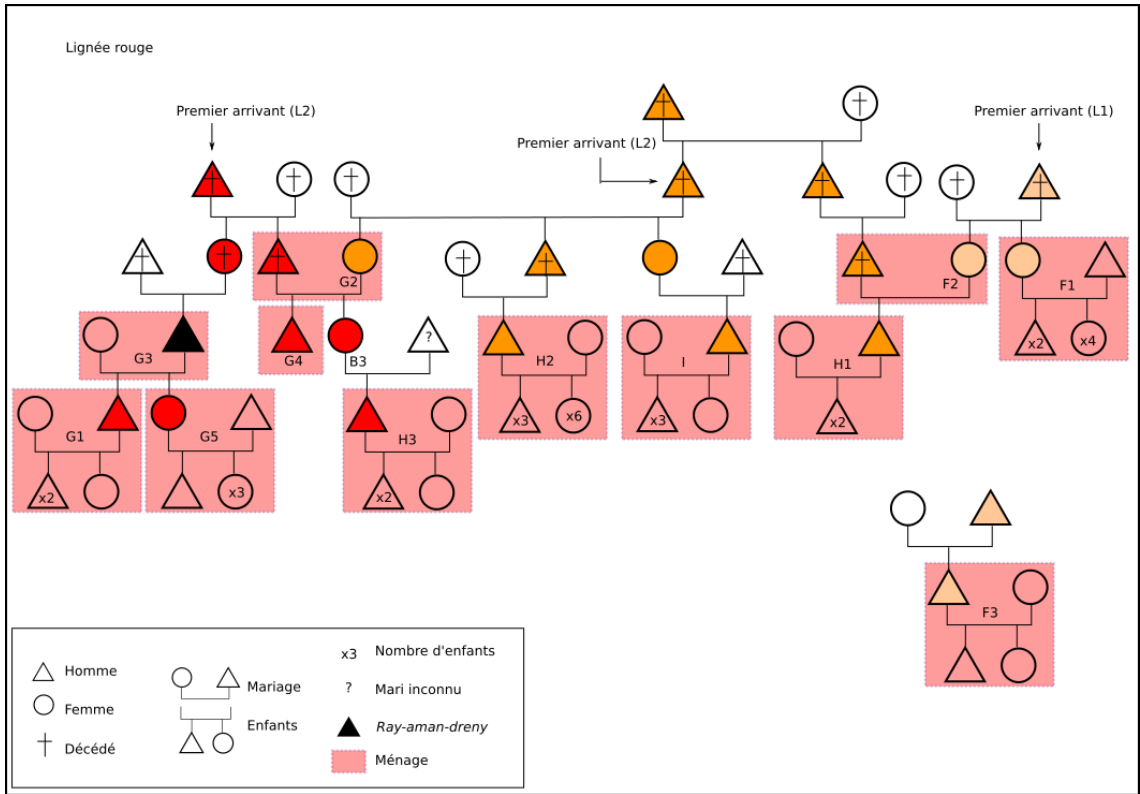 Lignée rouge
Premier arrivant (L2)
Premier arrivant (L2)
Premier arrivant (L1)
G2
F2
F1
?
x2
x4
G3
G4
B3
H2
I
H1
G1
G5
H3
x3
x6
x3
x2
x2
x3
x2
F3
Homme
Femme
Décédé
Mariage
Enfants
x3 Nombre d'enfants
? Mari inconnu
Ray-aman-dreny
Ménage